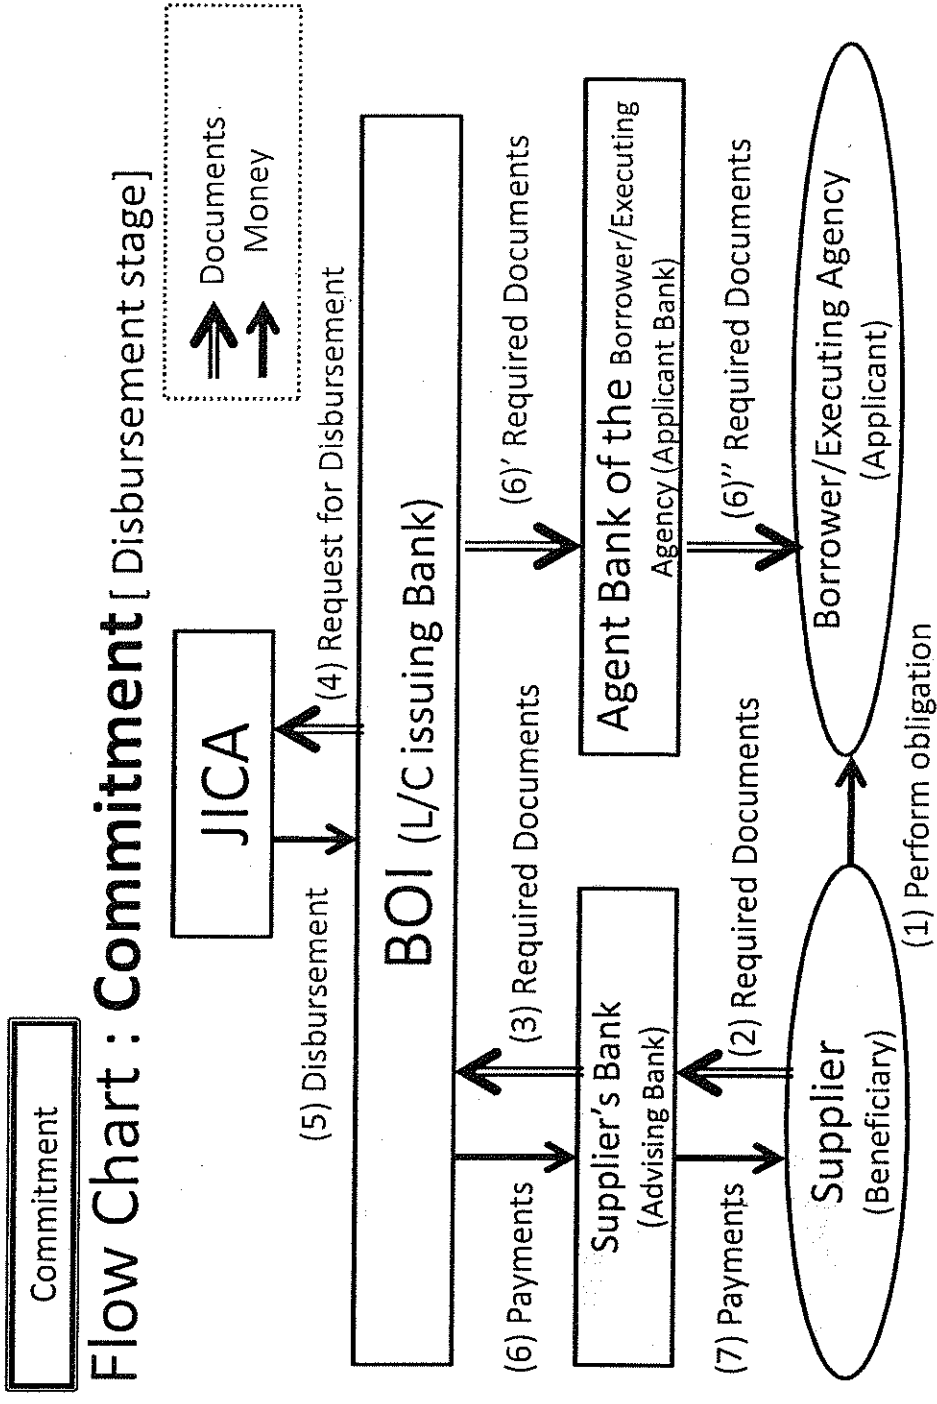 Commitment
Flow Chart : Commitment [ Disbursement stage]
Documents
Money
JICA
(5) Disbursement
(4) Request for Disbursement
BOI (L/C issuing Bank)
(6) Payments
(3) Required Documents
(6)' Required Documents
Supplier's Bank
(Advising Bank)
Agent Bank of the Borrower/Executing
Agency (Applicant Bank)
(7) Payments
(2) Required Documents
(6)'' Required Documents
Supplier
(Beneficiary)
Borrower/Executing Agency
(Applicant)
(1) Perform obligation